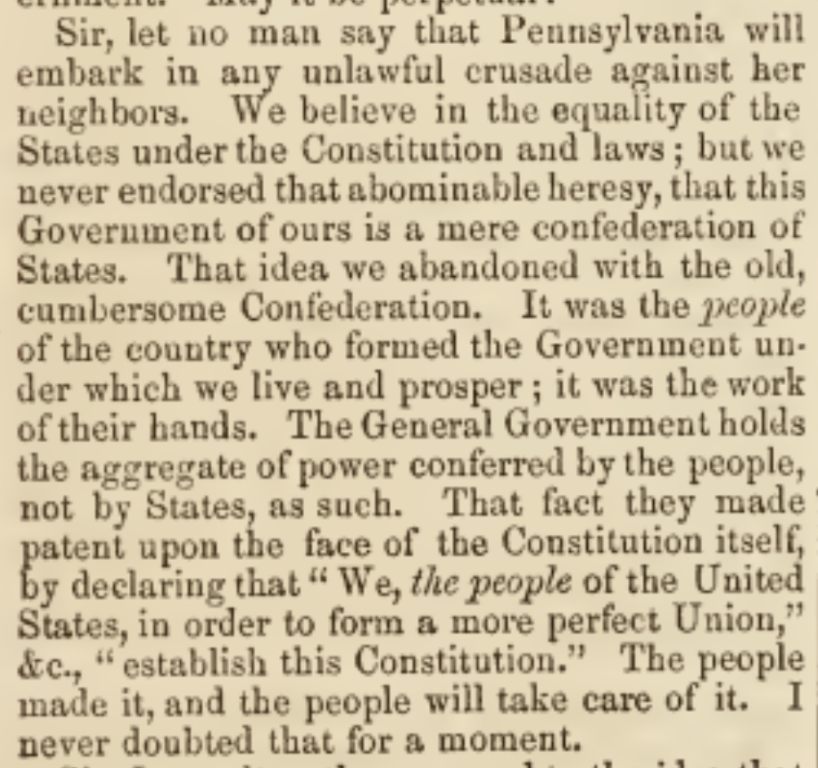 Sir, let no man say that Pennsylvania will
embark in any unlawful crusade against her
neighbors. We believe in the equality of the
States under the Constitution and laws; but we
never endorsed that abominable heresy, that this
Government of ours is a mere confederation of
States. That idea we abandoned with the old,
cumbersome Confederation. It was the people
of the country who formed the Government un-
der which we live and prosper; it was the work
of their hands. The General Government holds
the aggregate of power conferred by the people,
not by States, as such. That fact they made
patent upon the face of the Constitution itself,
by declaring that “ We, the people of the United
States, in order to form a more perfect Union,”
&c., “ establish this Constitution.” The people
made it, and the people will take care of it. I
never doubted that for a moment.